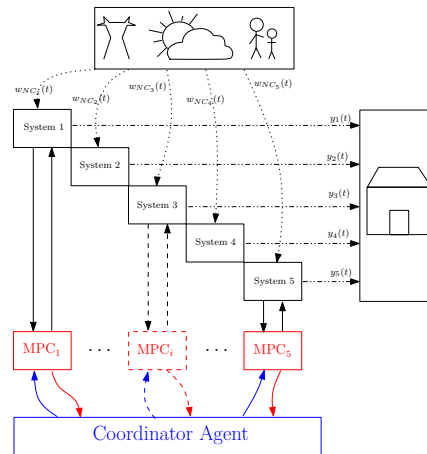 w_{NC_1}(t)
w_{NC_2}(t)
w_{NC_3}(t)
w_{NC_4}(t)
w_{NC_5}(t)
System 1
y_1(t)
System 2
y_2(t)
System 3
y_3(t)
System 4
y_4(t)
System 5
y_5(t)
MPC_1 · · · MPC_i · · · MPC_5
Coordinator Agent